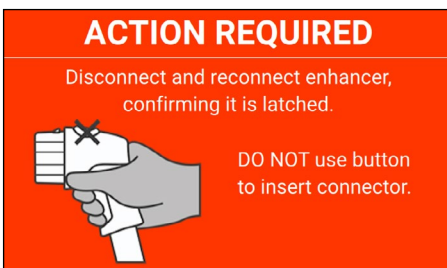 ACTION REQUIRED
Disconnect and reconnect enhancer,
confirming it is latched.
DO NOT use button
to insert connector.